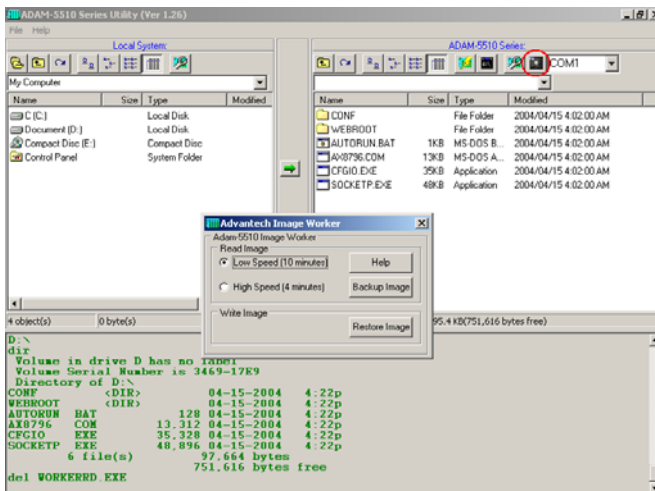 ADAM-5510 Series Utility (Ver 1.26)
File Help
Local System:
ADAM-5510 Series:
COM1
My Computer
Name Size Type Modified
C (C:) Local Disk
Document (D:) Local Disk
Compact Disc (E:) Compact Disc
Control Panel System Folder
Name Size Type Modified
CONF File Folder 2004/04/15 4:02:00 AM
WEBROOT File Folder 2004/04/15 4:02:00 AM
AUTORUN.BAT 1KB MS-DOS B... 2004/04/15 4:02:00 AM
AX8796.COM 13KB MS-DOS A... 2004/04/15 4:02:00 AM
CFGIO.EXE 35KB Application 2004/04/15 4:02:00 AM
SOCKETP.EXE 48KB Application 2004/04/15 4:02:00 AM
Advantech Image Worker
Adam-5510 Image Worker
Read Image
Low Speed (10 minutes) Help
High Speed (4 minutes) Backup Image
Write Image
Restore Image
4 object(s) 0 byte(s) 95.4 KB(751,616 bytes free)
D:\
dir
Volume in drive D has no label
Volume Serial Number is 3469-17E9
Directory of D:\
CONF <DIR> 04-15-2004 4:22p
WEBROOT <DIR> 04-15-2004 4:22p
AUTORUN BAT 128 04-15-2004 4:22p
AX8796 COM 13,312 04-15-2004 4:22p
CFGIO EXE 35,328 04-15-2004 4:22p
SOCKETP EXE 48,896 04-15-2004 4:22p
6 file(s) 97,664 bytes
751,616 bytes free
del WORKERRD.EXE